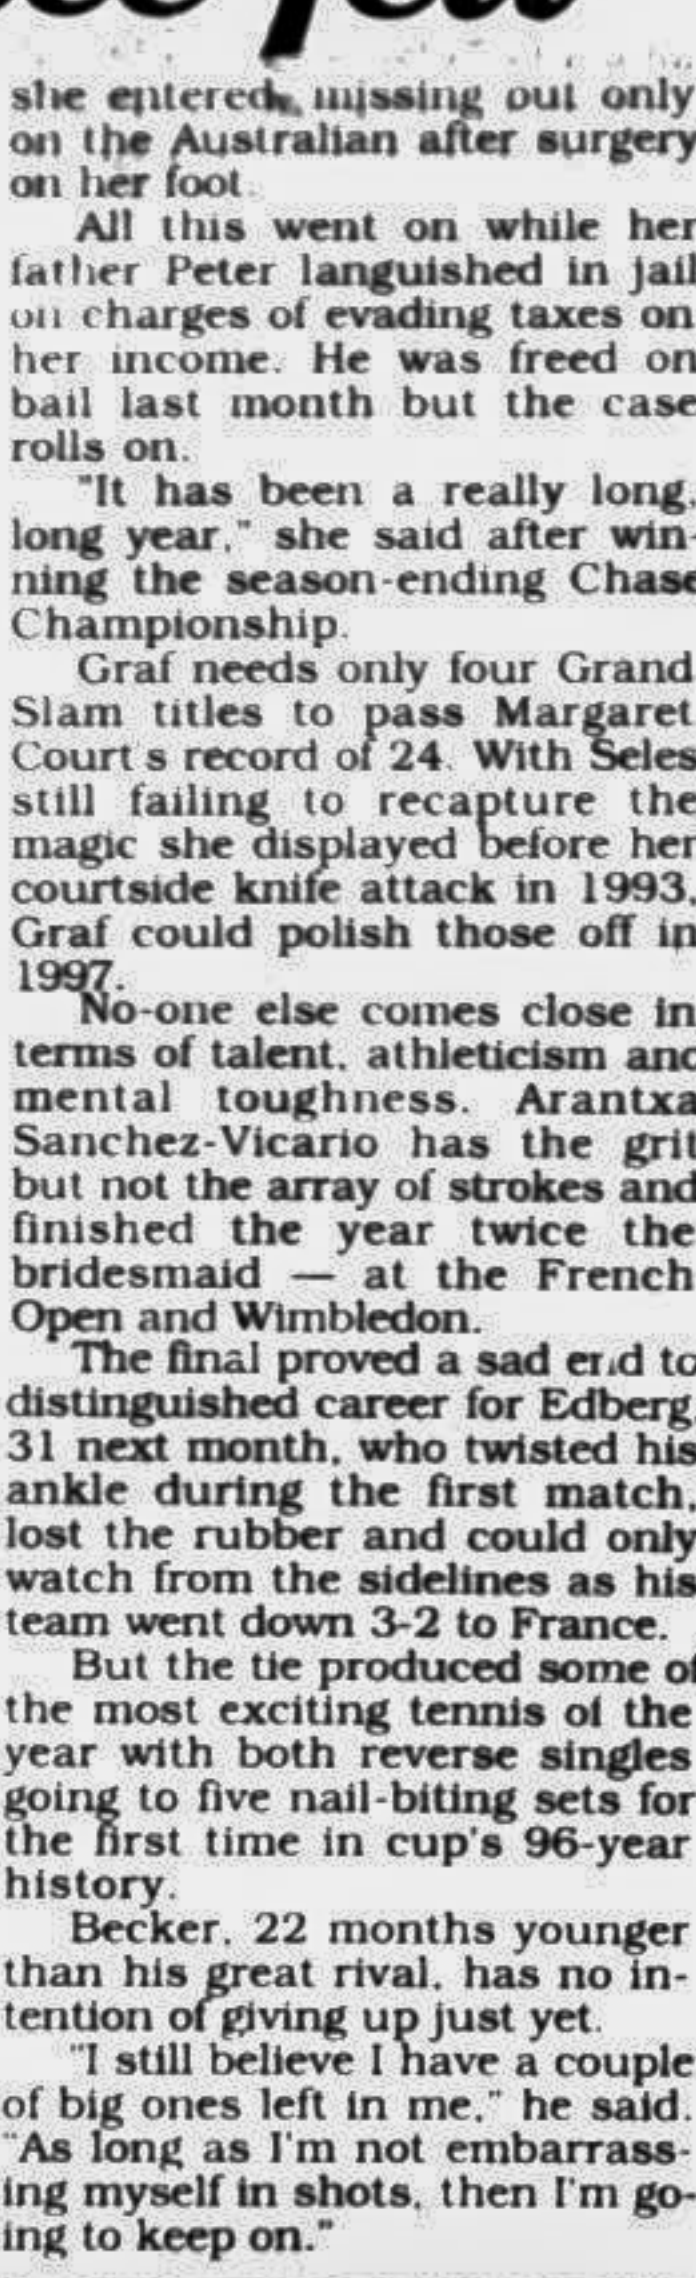 she entered, missing out only
on the Australian after surgery
on her foot.
All this went on while her
father Peter languished in jail
on charges of evading taxes on
her income. He was freed on
bail last month but the case
rolls on.
"It has been a really long,
long year," she said after win-
ning the season-ending Chase
Championship.
Graf needs only four Grand
Slam titles to pass Margaret
Court s record of 24. With Seles
still failing to recapture the
magic she displayed before her
courtside knife attack in 1993,
Graf could polish those off in
1997.
No-one else comes close in
terms of talent, athleticism and
mental toughness. Arantxa
Sanchez-Vicario has the grit
but not the array of strokes and
finished the year twice the
bridesmaid — at the French
Open and Wimbledon.
The final proved a sad end to
distinguished career for Edberg,
31 next month, who twisted his
ankle during the first match,
lost the rubber and could only
watch from the sidelines as his
team went down 3-2 to France.
But the tie produced some of
the most exciting tennis of the
year with both reverse singles
going to five nail-biting sets for
the first time in cup's 96-year
history.
Becker, 22 months younger
than his great rival, has no in-
tention of giving up just yet.
"I still believe I have a couple
of big ones left in me," he said.
"As long as I'm not embarrass-
ing myself in shots, then I'm go-
ing to keep on."